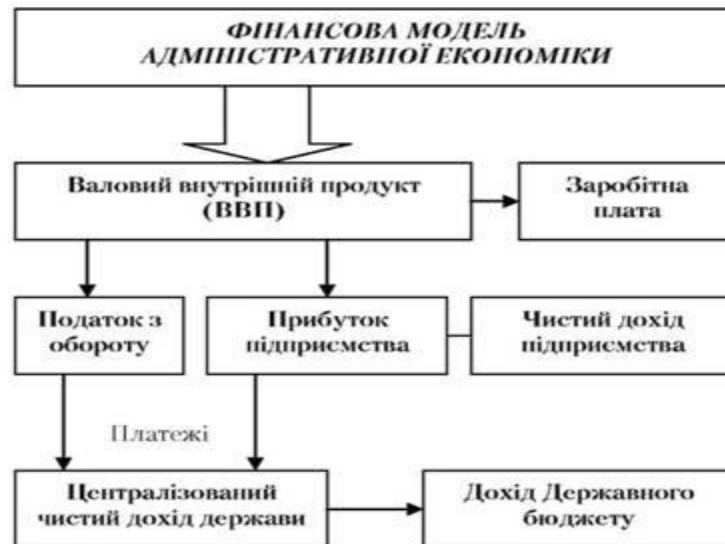 ФІНАНСОВА МОДЕЛЬ
АДМІНІСТРАТИВНОЇ ЕКОНОМІКИ
Валовий внутрішній продукт
(ВВП)
Заробітна
плата
Податок з
обороту
Прибуток
підприємства
Чистий дохід
підприємства
Платежі
Централізований
чистий дохід держави
Дохід Державного
бюджету